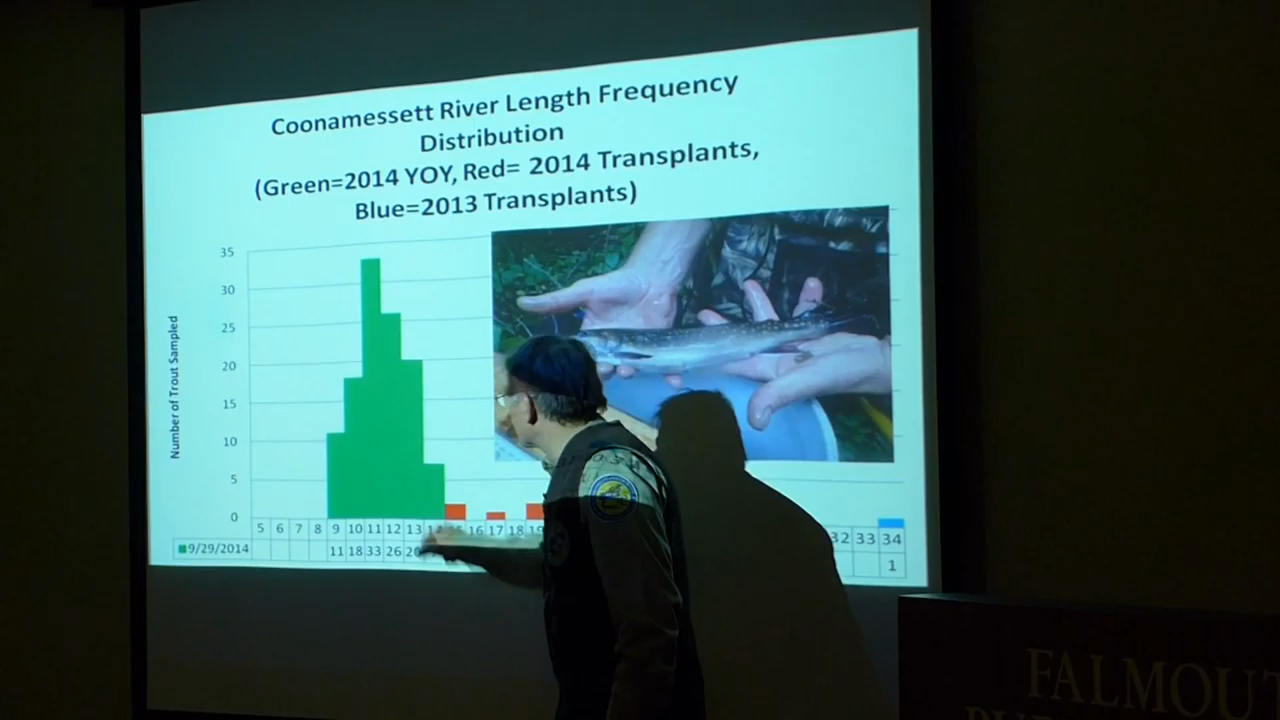 Coonamessett River Length Frequency
Distribution
(Green=2014 YOY, Red= 2014 Transplants,
Blue=2013 Transplants)
35
30
25
20
15
10
5
0
Number of Trout Sampled
5 6 7 8 9 10 11 12 13 16 17 18 32 33 34
9/29/2014 11 18 33 26 1
FALMOU